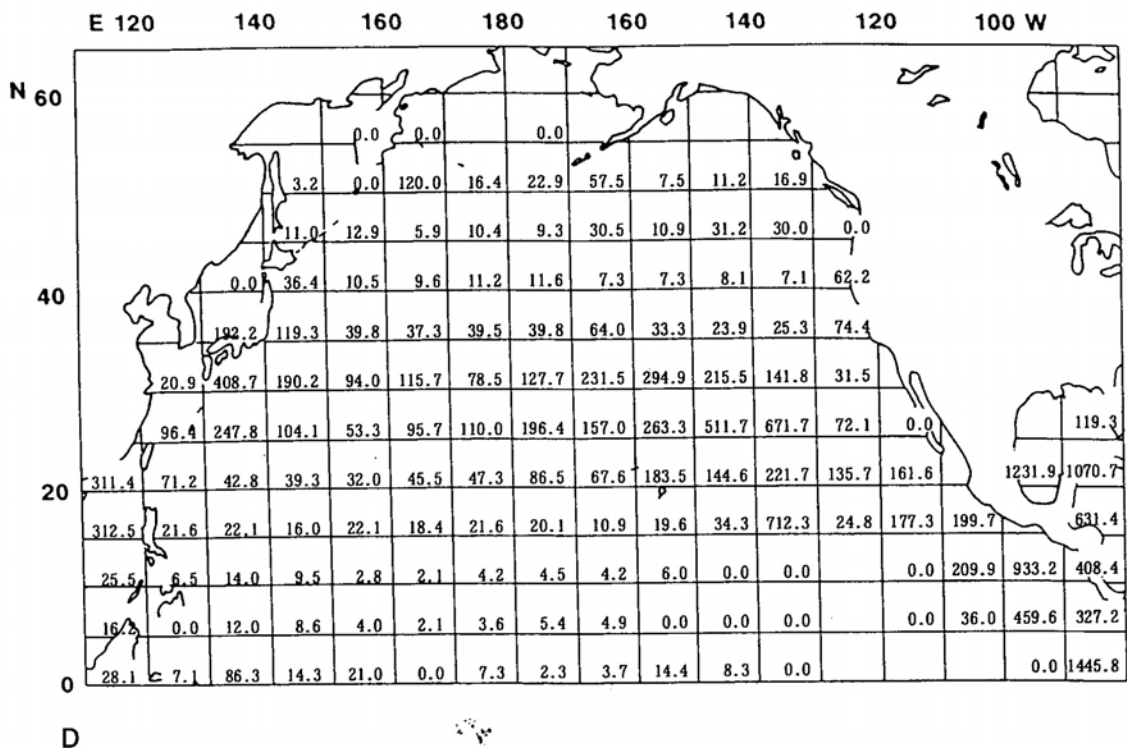 E 120 140 160 180 160 140 120 100 W
N 60
0.0 0.0 0.0
3.2 0.0 120.0 16.4 22.9 57.5 7.5 11.2 16.9
11.0 12.9 5.9 10.4 9.3 30.5 10.9 31.2 30.0 0.0
0.0 36.4 10.5 9.6 11.2 11.6 7.3 7.3 8.1 7.1 62.2
40
192.2 119.3 39.8 37.3 39.5 39.8 64.0 33.3 23.9 25.3 74.4
20.9 408.7 190.2 94.0 115.7 78.5 127.7 231.5 294.9 215.5 141.8 31.5
96.4 247.8 104.1 53.3 95.7 110.0 196.4 157.0 263.3 511.7 671.7 72.1 0.0 119.3
311.4 71.2 42.8 39.3 32.0 45.5 47.3 86.5 67.6 183.5 144.6 221.7 135.7 161.6 1231.9 1070.7
20
312.5 21.6 22.1 16.0 22.1 18.4 21.6 20.1 10.9 19.6 34.3 712.3 24.8 177.3 199.7 631.4
25.5 6.5 14.0 9.5 2.8 2.1 4.2 4.5 4.2 6.0 0.0 0.0 0.0 209.9 933.2 408.4
0.0 12.0 8.6 4.0 2.1 3.6 5.4 4.9 0.0 0.0 0.0 0.0 36.0 459.6 327.2
28.1 7.1 86.3 14.3 21.0 0.0 7.3 2.3 3.7 14.4 8.3 0.0 0.0 1445.8
0
D